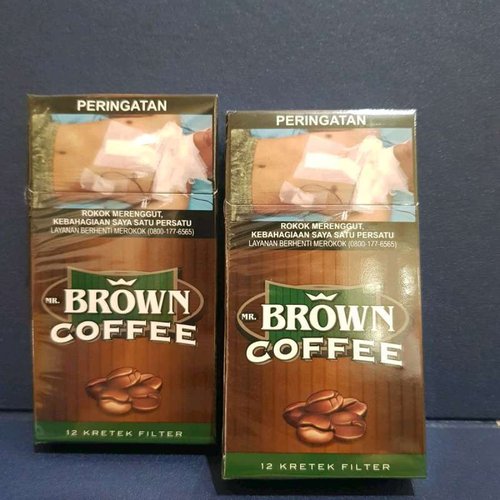 PERINGATAN
ROKOK MERENGGUT,
KEBAHAGIAAN SAYA SATU PERSATU
LAYANAN BERHENTI MEROKOK (0800-177-6565)
MR. BROWN
COFFEE
12 KRETEK FILTER
PERINGATAN
ROKOK MERENGGUT,
KEBAHAGIAAN SAYA SATU PERSATU
LAYANAN BERHENTI MEROKOK (0800-177-6565)
MR. BROWN
COFFEE
12 KRETEK FILTER